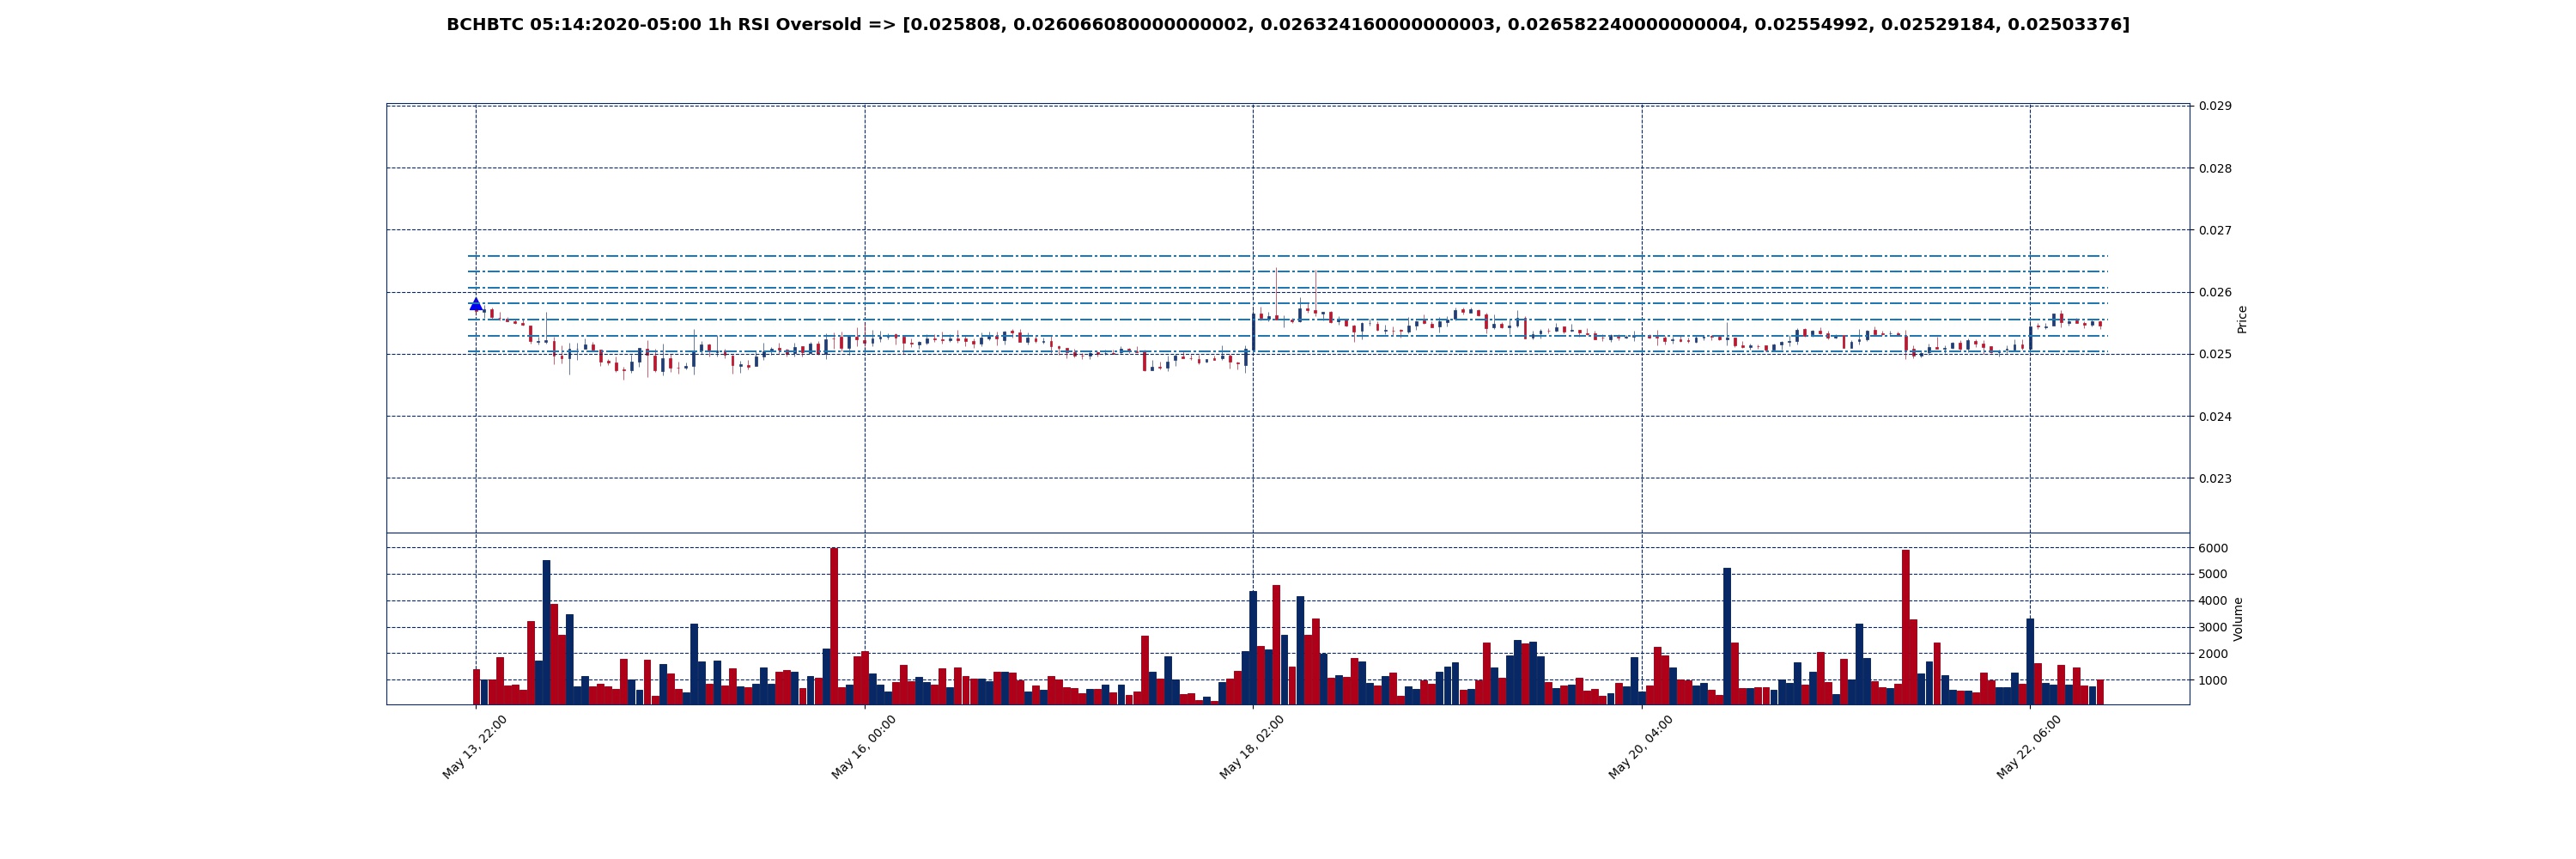 BCHBTC 05:14:2020-05:00 1h RSI Oversold => [0.025808, 0.026066080000000002, 0.026324160000000003, 0.026582240000000004, 0.02554992, 0.02529184, 0.02503376]
0.029
0.028
0.027
0.026
0.025
0.024
0.023
Price
6000
5000
4000
3000
2000
1000
Volume
May 13, 22:00
May 16, 00:00
May 18, 02:00
May 20, 04:00
May 22, 06:00